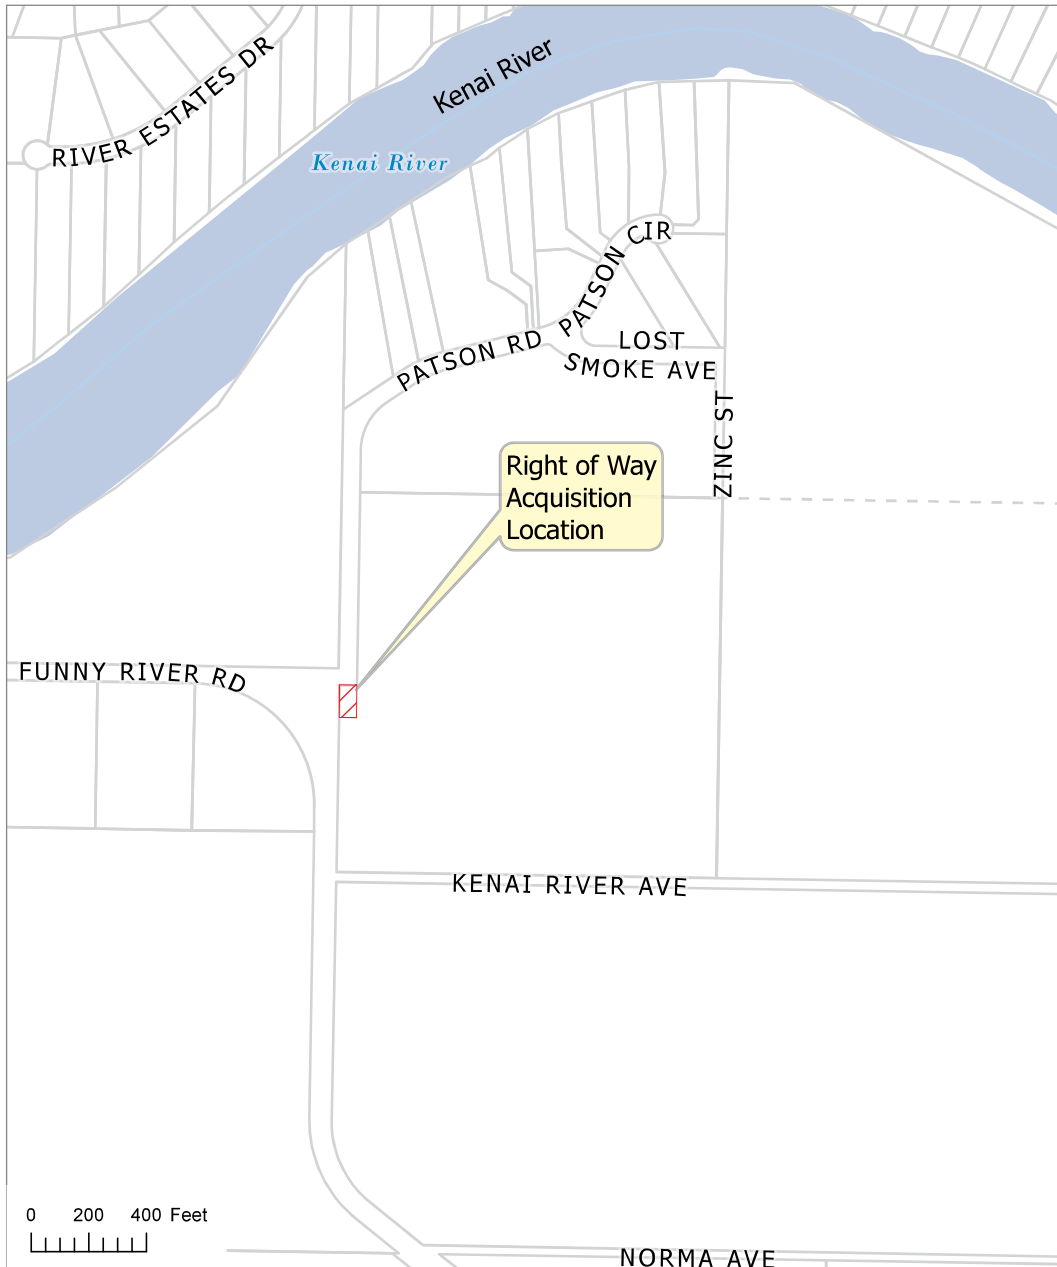 Kenai River
RIVER ESTATES DR
Kenai River
PATSON CIR
PATSON RD
LOST
SMOKE AVE
ZINC ST
Right of Way
Acquisition
Location
FUNNY RIVER RD
KENAI RIVER AVE
0 200 400 Feet
NORMA AVE